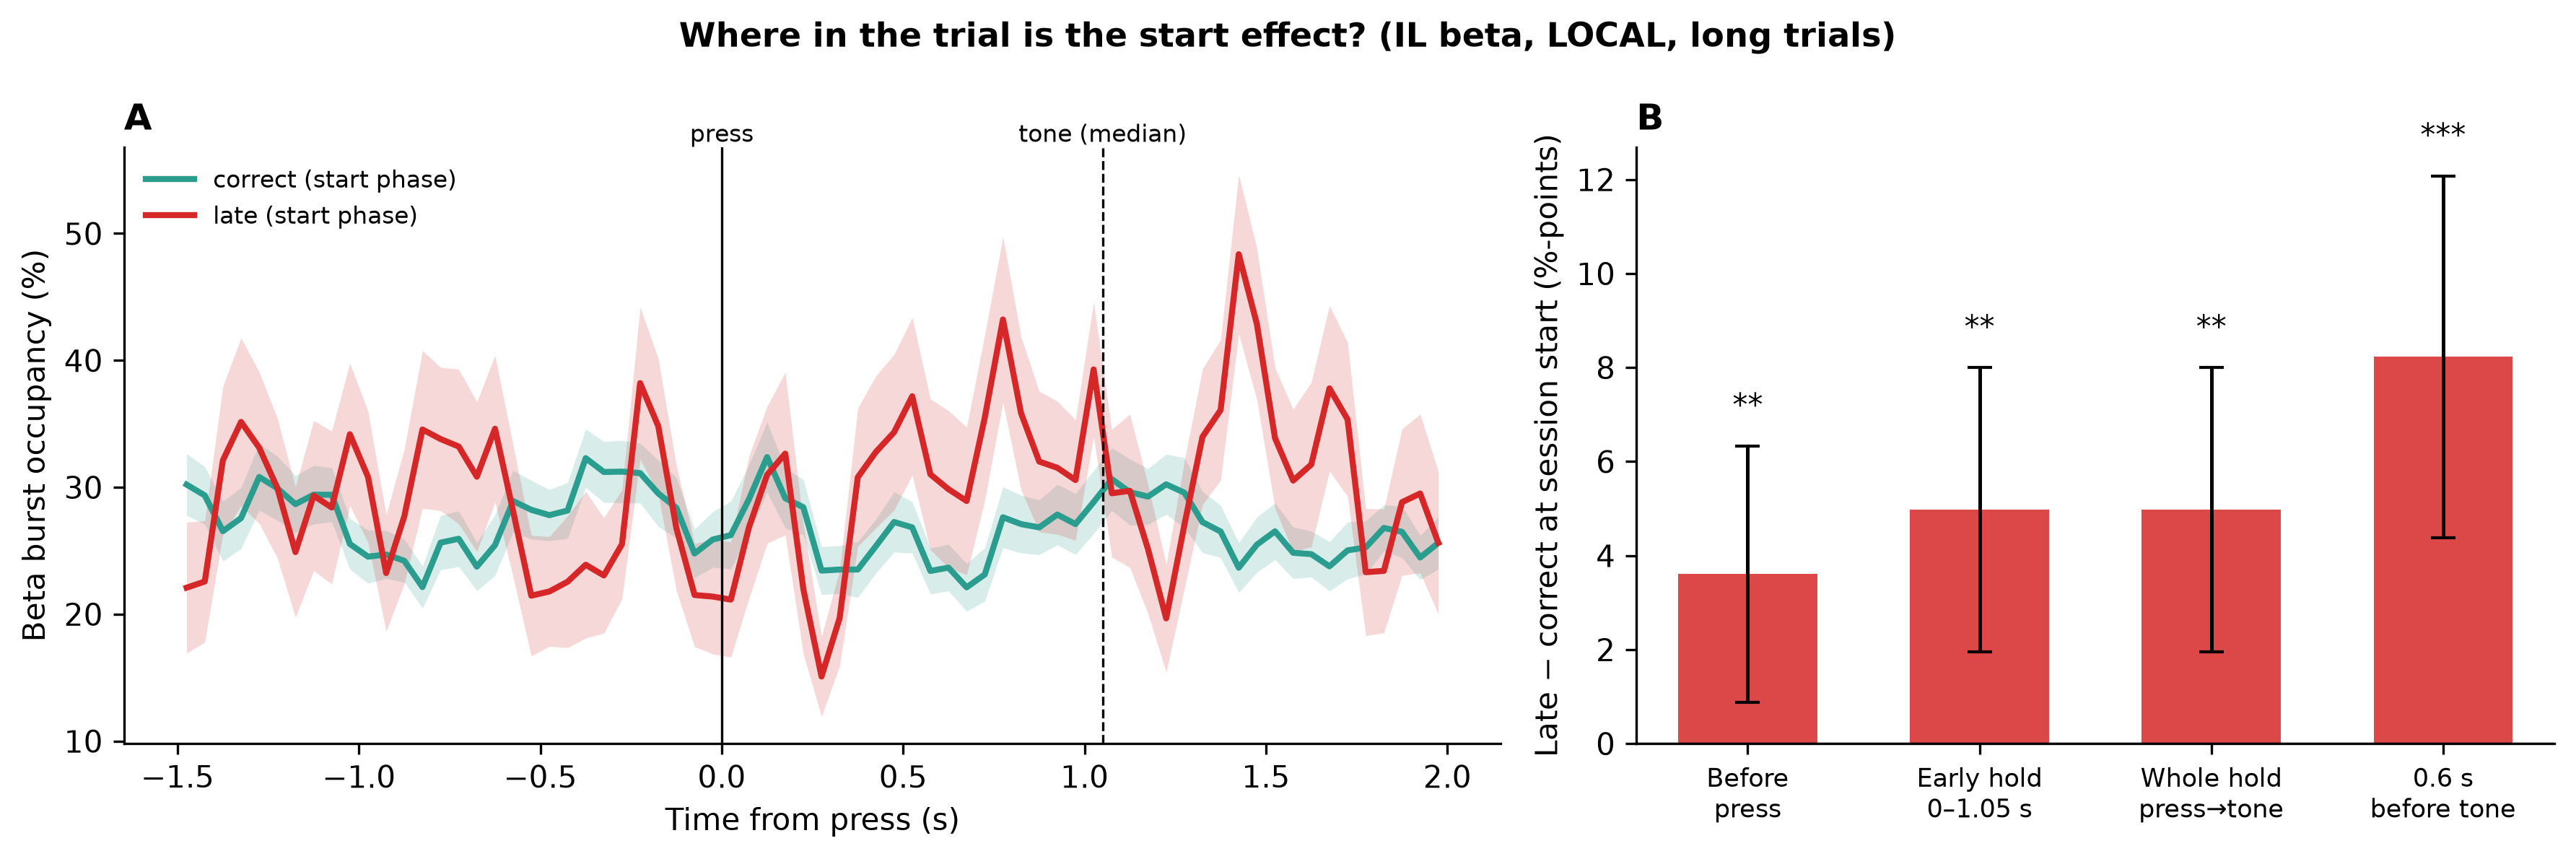 Where in the trial is the start effect? (IL beta, LOCAL, long trials)
A
press
tone (median)
correct (start phase)
late (start phase)
Beta burst occupancy (%)
50
40
30
20
10
−1.5
−1.0
−0.5
0.0
0.5
1.0
1.5
2.0
Time from press (s)
B
Late − correct at session start (%-points)
12
10
8
6
4
2
0
**
**
**
***
Before
press
Early hold
0–1.05 s
Whole hold
press→tone
0.6 s
before tone